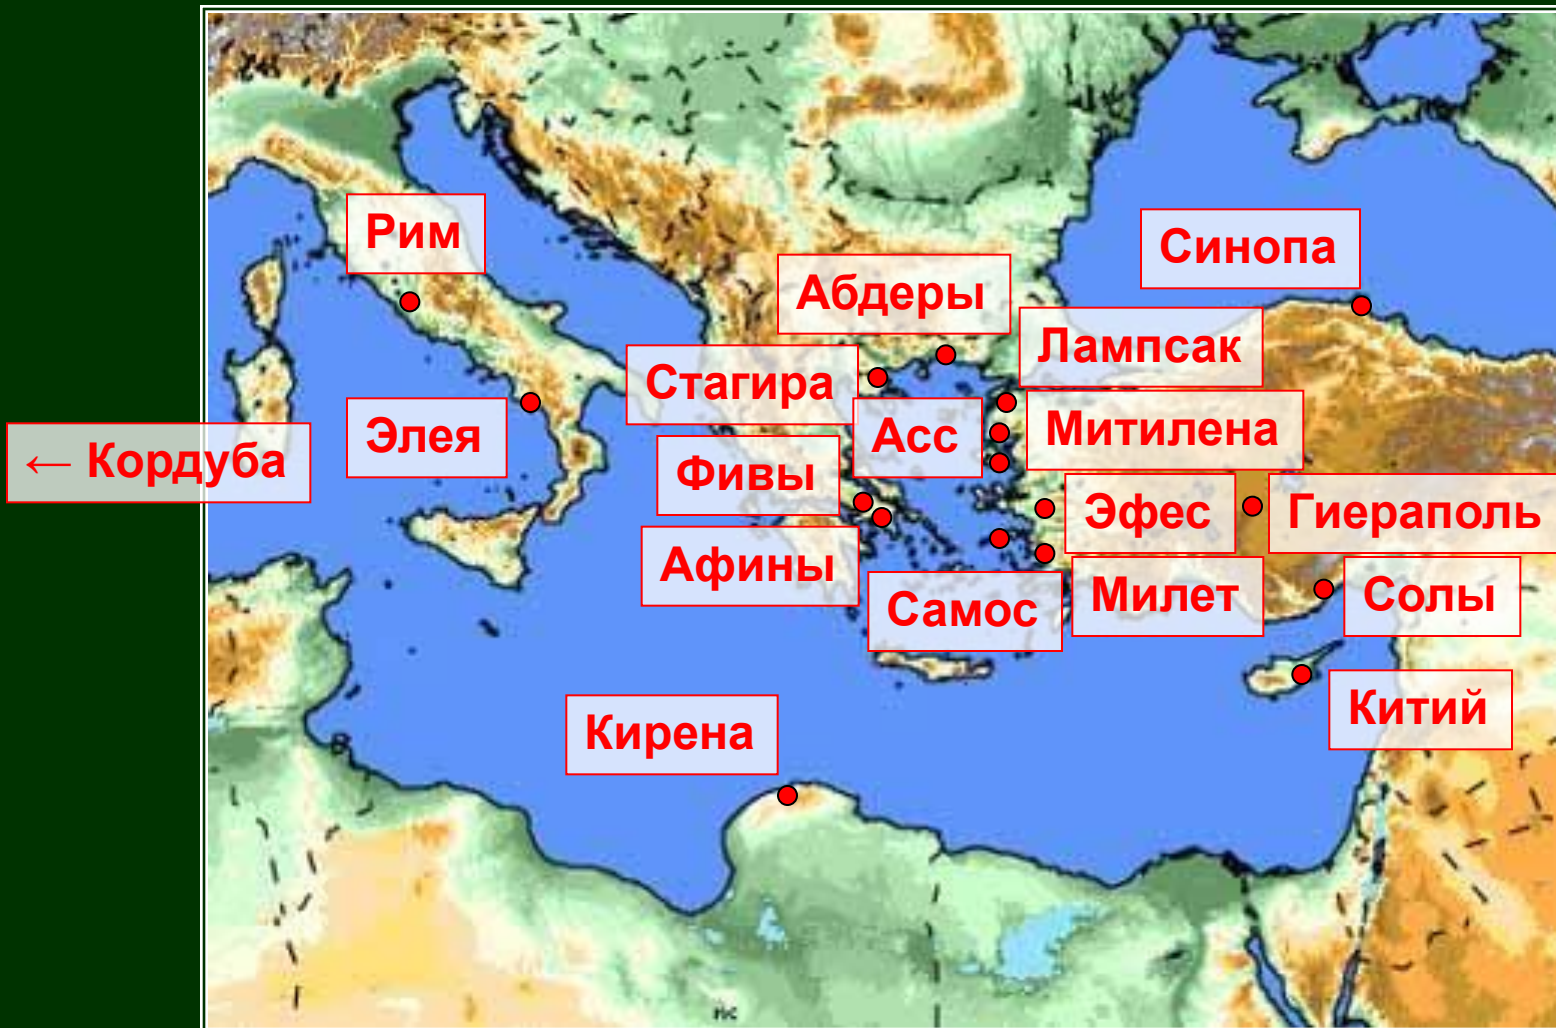 Рим
Синопа
Абдеры
Лампсак
Стагира
Асс
Митилена
Элея
← Кордуба
Фивы
Эфес
Гиераполь
Афины
Самос
Милет
Солы
Китий
Кирена